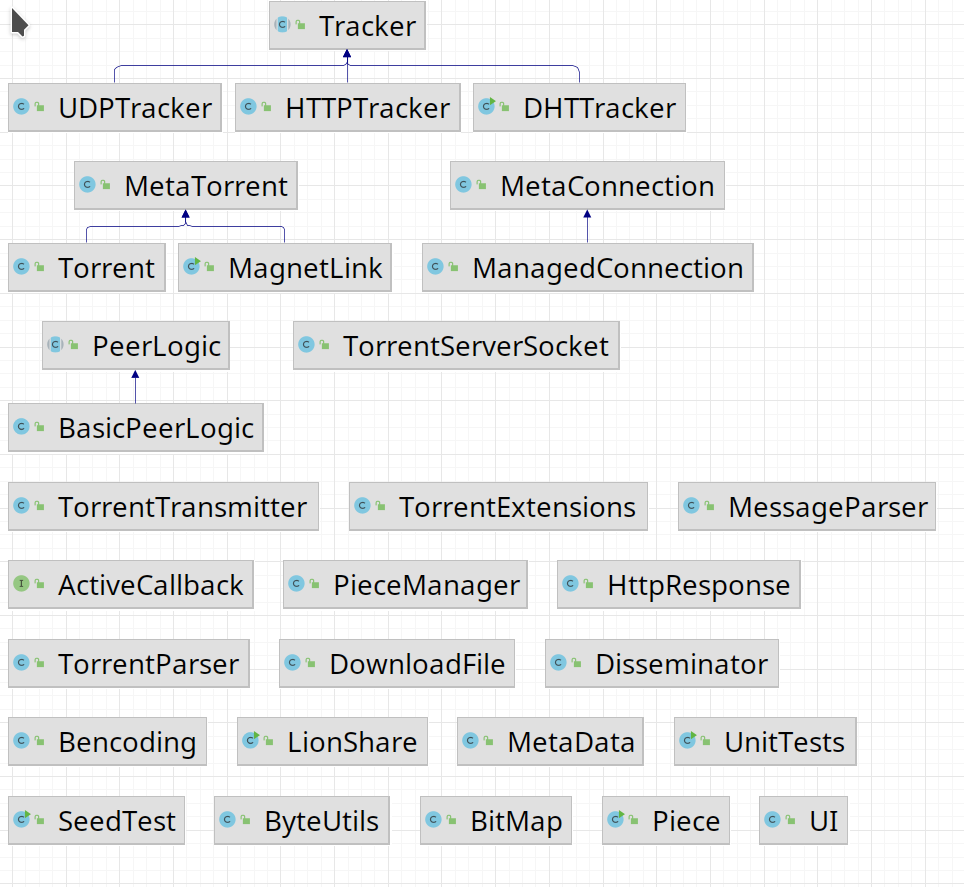 Tracker
UDPTracker HTTPTracker DHTTracker
MetaTorrent MetaConnection
Torrent MagnetLink ManagedConnection
PeerLogic TorrentServerSocket
BasicPeerLogic
TorrentTransmitter TorrentExtensions MessageParser
ActiveCallback PieceManager HttpResponse
TorrentParser DownloadFile Disseminator
Bencoding LionShare MetaData UnitTests
SeedTest ByteUtils BitMap Piece UI